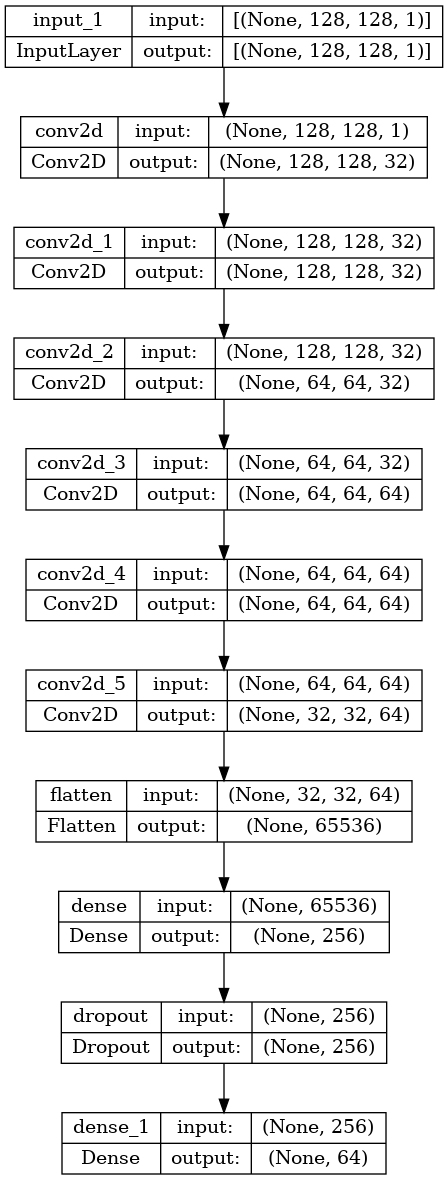 input_1 input: [(None, 128, 128, 1)]
InputLayer output: [(None, 128, 128, 1)]
conv2d input: (None, 128, 128, 1)
Conv2D output: (None, 128, 128, 32)
conv2d_1 input: (None, 128, 128, 32)
Conv2D output: (None, 128, 128, 32)
conv2d_2 input: (None, 128, 128, 32)
Conv2D output: (None, 64, 64, 32)
conv2d_3 input: (None, 64, 64, 32)
Conv2D output: (None, 64, 64, 64)
conv2d_4 input: (None, 64, 64, 64)
Conv2D output: (None, 64, 64, 64)
conv2d_5 input: (None, 64, 64, 64)
Conv2D output: (None, 32, 32, 64)
flatten input: (None, 32, 32, 64)
Flatten output: (None, 65536)
dense input: (None, 65536)
Dense output: (None, 256)
dropout input: (None, 256)
Dropout output: (None, 256)
dense_1 input: (None, 256)
Dense output: (None, 64)